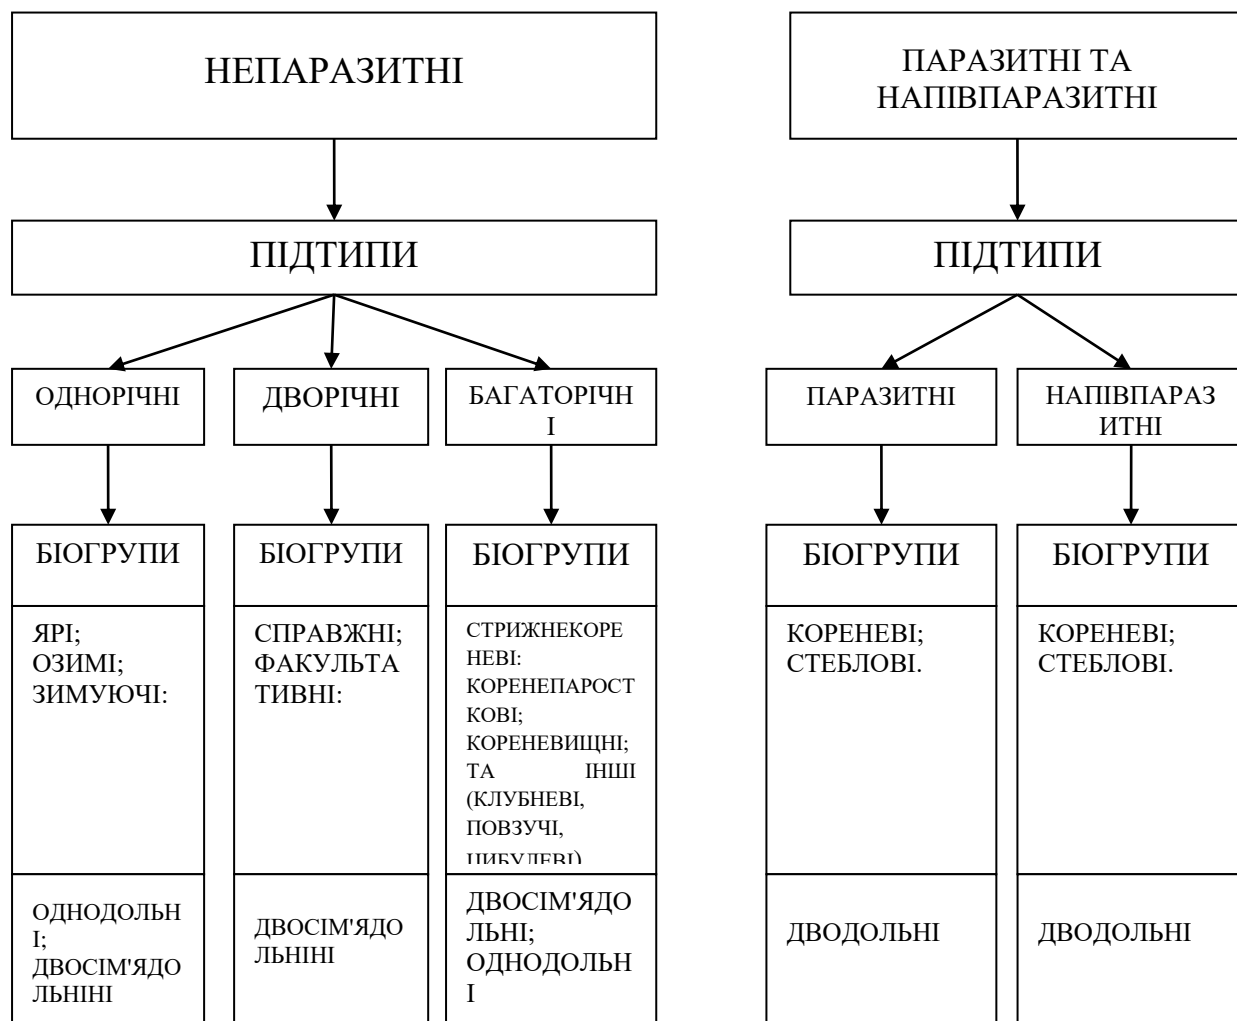 НЕПАРАЗИТНІ
ПАРАЗИТНІ ТА
НАПІВПАРАЗИТНІ
ПІДТИПИ
ПІДТИПИ
ОДНОРІЧНІ
ДВОРІЧНІ
БАГАТОРІЧН
І
ПАРАЗИТНІ
НАПІВПАРАЗ
ИТНІ
БІОГРУПИ
БІОГРУПИ
БІОГРУПИ
БІОГРУПИ
БІОГРУПИ
ЯРІ;
ОЗИМІ;
ЗИМУЮЧІ:
СПРАВЖНІ;
ФАКУЛЬТА
ТИВНІ:
СТРИЖНЕКОРЕ
НЕВІ:
КОРЕНЕПАРОСТ
КОВІ;
КОРЕНЕВИЩНІ;
ТА ІНШІ
(КЛУБНЕВІ,
ПОВЗУЧІ,
ЦИБУЛЕВІ)
КОРЕНЕВІ;
СТЕБЛОВІ.
КОРЕНЕВІ;
СТЕБЛОВІ.
ОДНОДОЛЬН
І;
ДВОСІМ'ЯДО
ЛЬНІНІ
ДВОСІМ'ЯДО
ЛЬНІНІ
ДВОСІМ'ЯДО
ЛЬНІ;
ОДНОДОЛЬН
І
ДВОДОЛЬНІ
ДВОДОЛЬНІ